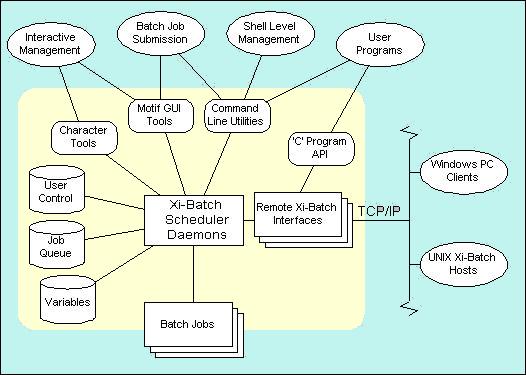 Interactive
Management
Batch Job
Submission
Shell Level
Management
User
Programs
Motif GUI
Tools
Command
Line Utilities
Character
Tools
'C' Program
API
User
Control
Xi-Batch
Scheduler
Daemons
Remote Xi-Batch
Interfaces
TCP/IP
Windows PC
Clients
Job
Queue
UNIX Xi-Batch
Hosts
Variables
Batch Jobs